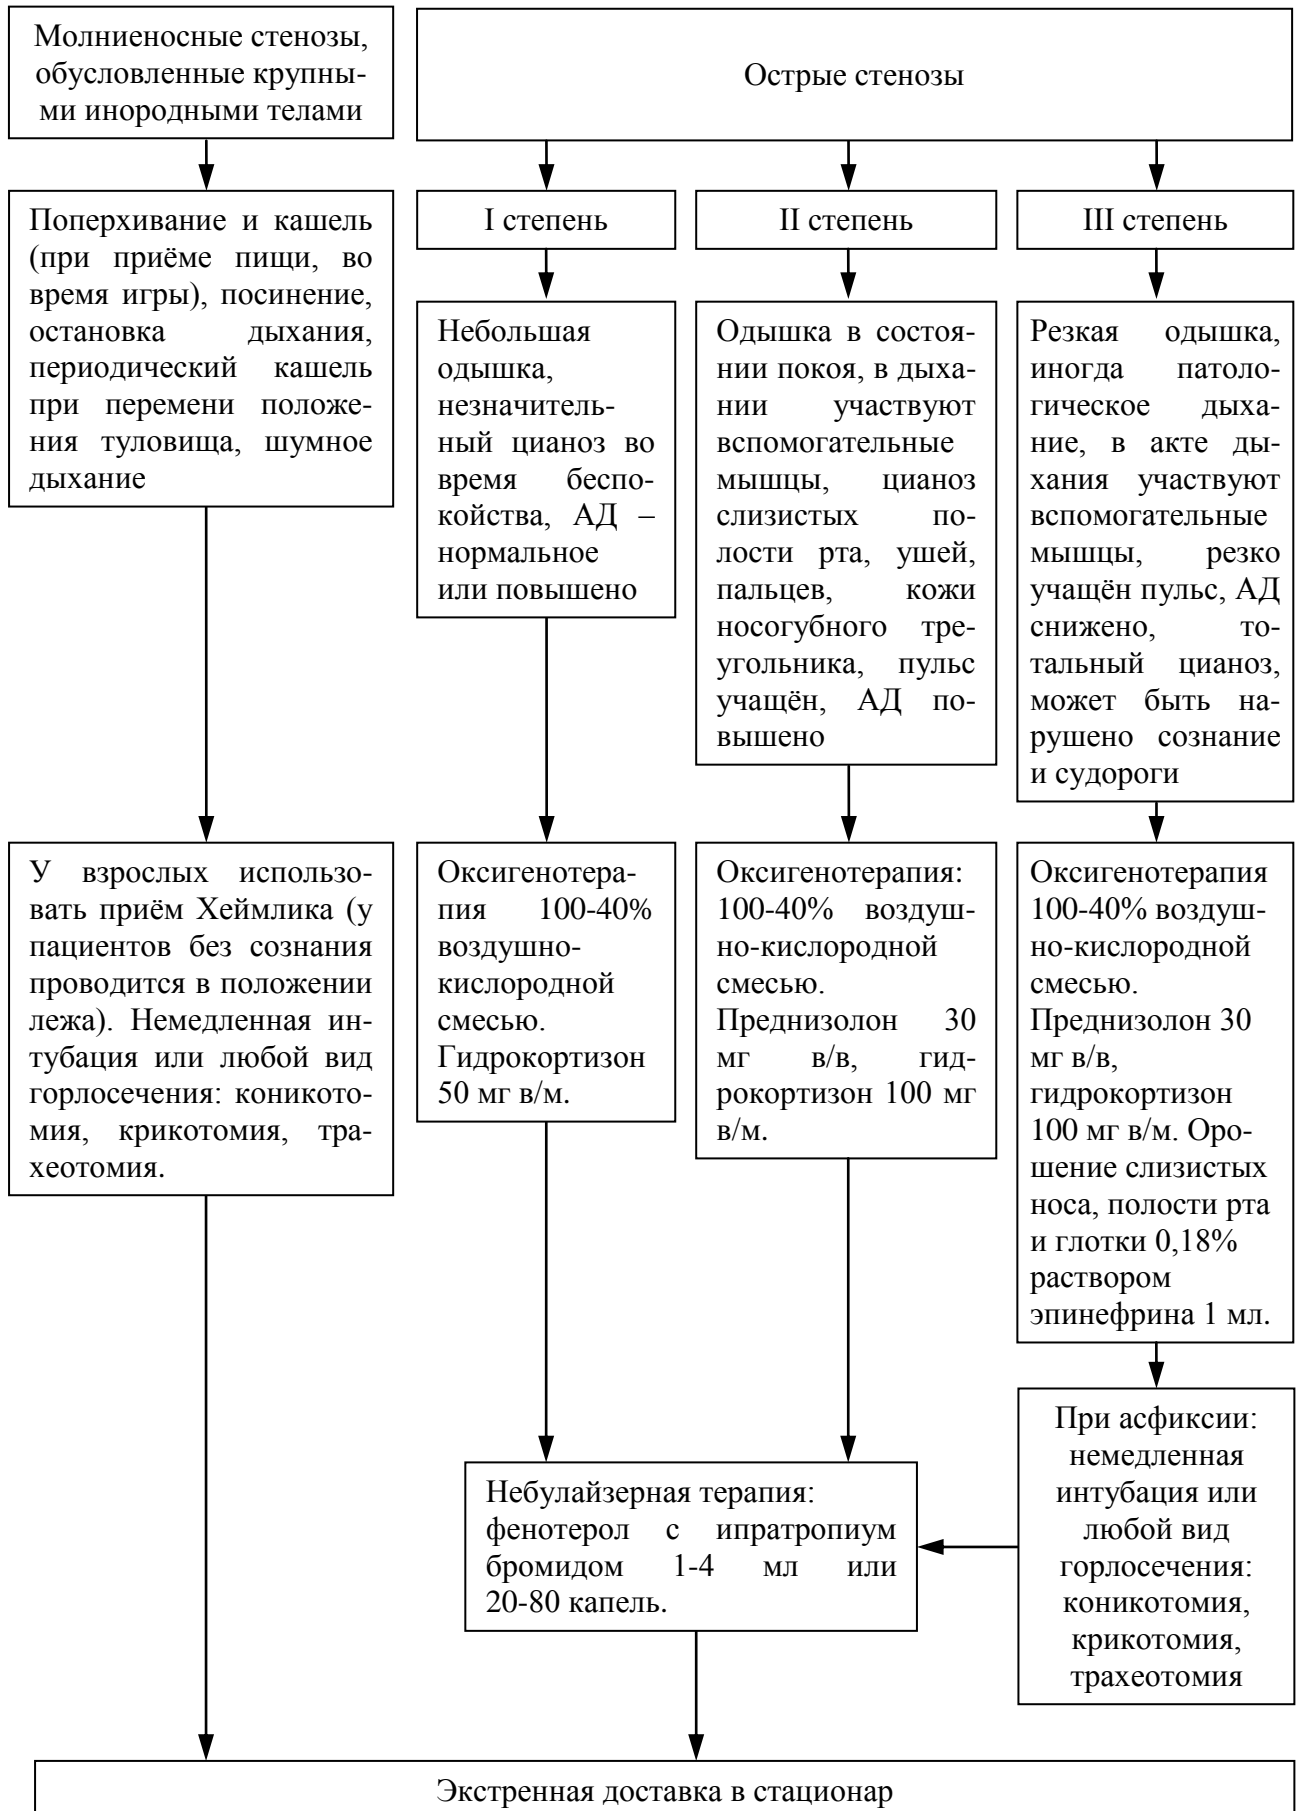 Молниеносные стенозы,
обусловленные крупны-
ми инородными телами
Острые стенозы
Поперхивание и кашель
(при приёме пищи, во
время игры), посинение,
остановка дыхания,
периодический кашель
при перемени положе-
ния туловища, шумное
дыхание
I степень
II степень
III степень
Небольшая
одышка,
незначитель-
ный цианоз во
время беспо-
койства, АД –
нормальное
или повышено
Одышка в состоя-
нии покоя, в дыха-
нии участвуют
вспомогательные
мышцы, цианоз
слизистых по-
лости рта, ушей,
пальцев, кожи
носогубного тре-
угольника, пульс
учащён, АД по-
вышено
Резкая одышка,
иногда патоло-
гическое дыха-
ние, в акте ды-
хания участвуют
вспомогательные
мышцы, резко
учащён пульс, АД
снижено, то-
тальный цианоз,
может быть на-
рушено сознание
и судороги
У взрослых использо-
вать приём Хеймлика (у
пациентов без сознания
проводится в положении
лежа). Немедленная ин-
тубация или любой вид
горлосечения: коникото-
мия, крикотомия, тра-
хеотомия.
Оксигенотера-
пия 100-40%
воздушно-
кислородной
смесью.
Гидрокортизон
50 мг в/м.
Оксигенотерапия:
100-40% воздуш-
но-кислородной
смесью.
Преднизолон 30
мг в/в, гид-
рокортизон 100 мг
в/м.
Оксигенотерапия
100-40% воздуш-
но-кислородной
смесью.
Преднизолон 30
мг в/в,
гидрокортизон
100 мг в/м. Оро-
шение слизистых
носа, полости рта
и глотки 0,18%
раствором
эпинефрина 1 мл.
При асфиксии:
немедленная
интубация или
любой вид
горлосечения:
коникотомия,
крикотомия,
трахеотомия
Небулайзерная терапия:
фенотерол с ипратропиум
бромидом 1-4 мл или
20-80 капель.
Экстренная доставка в стационар